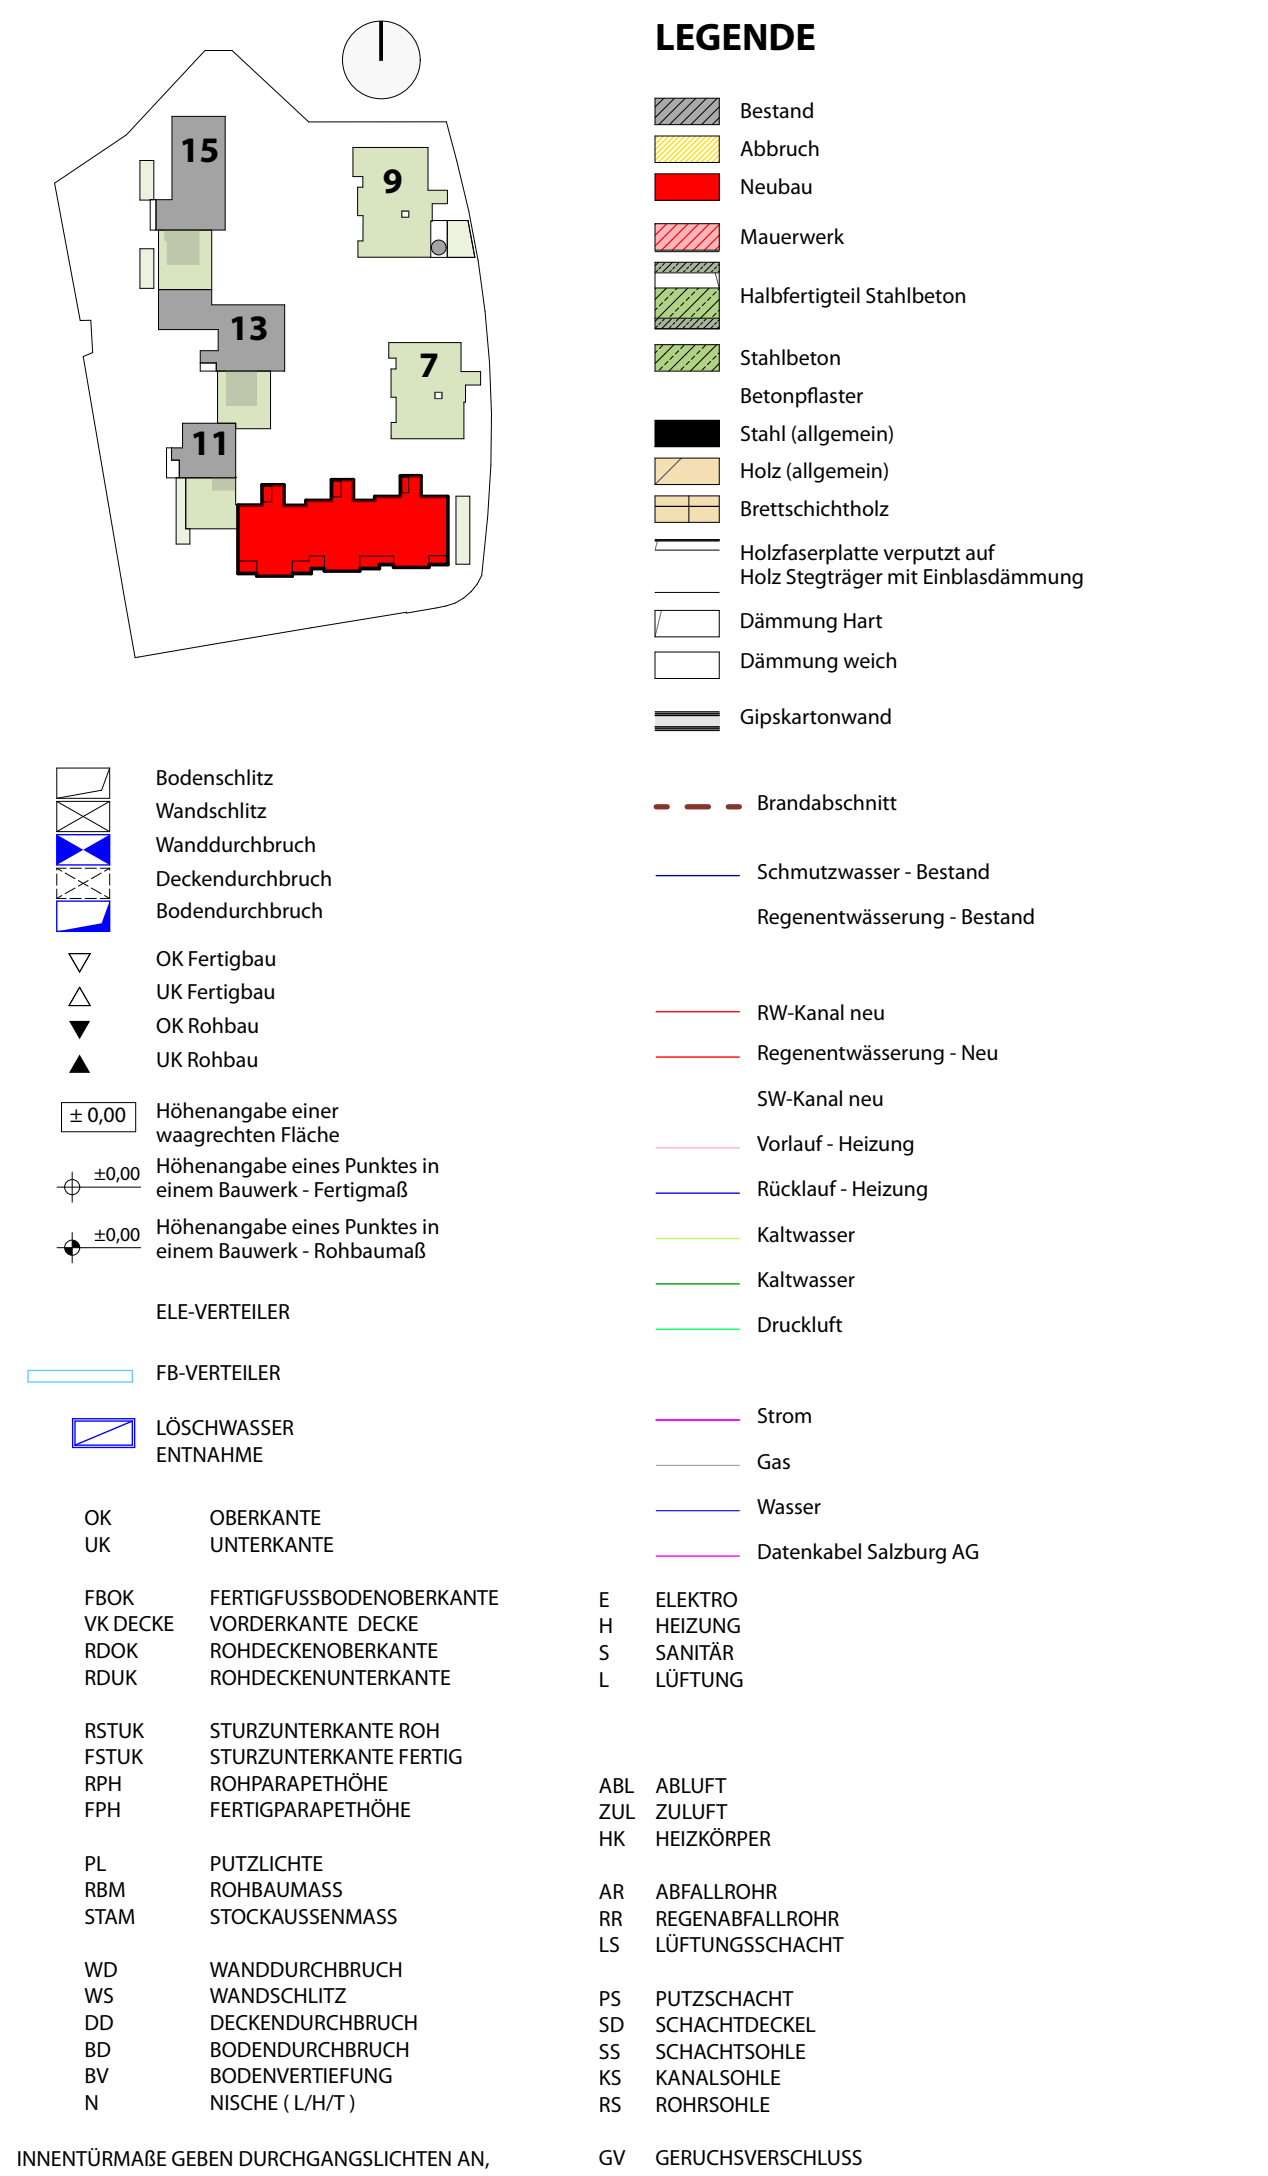 15
9
13
7
11
LEGENDE
Bestand
Abbruch
Neubau
Mauerwerk
Halbfertigteil Stahlbeton
Stahlbeton
Betonpflaster
Stahl (allgemein)
Holz (allgemein)
Brettschichtholz
Holzfaserplatte verputzt auf
Holz Stegträger mit Einblasdämmung
Dämmung Hart
Dämmung weich
Gipskartonwand
Bodenschlitz
Wandschlitz
Wanddurchbruch
Deckendurchbruch
Bodendurchbruch
OK Fertigbau
UK Fertigbau
OK Rohbau
UK Rohbau
± 0,00 Höhenangabe einer
waagrechten Fläche
±0,00 Höhenangabe eines Punktes in
einem Bauwerk - Fertigmaß
±0,00 Höhenangabe eines Punktes in
einem Bauwerk - Rohbaumaß
ELE-VERTEILER
FB-VERTEILER
LÖSCHWASSER
ENTNAHME
Brandabschnitt
Schmutzwasser - Bestand
Regenentwässerung - Bestand
RW-Kanal neu
Regenentwässerung - Neu
SW-Kanal neu
Vorlauf - Heizung
Rücklauf - Heizung
Kaltwasser
Kaltwasser
Druckluft
Strom
Gas
Wasser
Datenkabel Salzburg AG
OK OBERKANTE
UK UNTERKANTE
FBOK FERTIGFUSSBODENOBERKANTE
VK DECKE VORDERKANTE DECKE
RDOK ROHDECKENOBERKANTE
RDUK ROHDECKENUNTERKANTE
RSTUK STURZUNTERKANTE ROH
FSTUK STURZUNTERKANTE FERTIG
RPH ROHPARAPETHÖHE
FPH FERTIGPARAPETHÖHE
PL PUTZLICHTE
RBM ROHBAUMASS
STAM STOCKAUSSENMASS
WD WANDDURCHBRUCH
WS WANDSCHLITZ
DD DECKENDURCHBRUCH
BD BODENDURCHBRUCH
BV BODENVERTIEFUNG
N NISCHE ( L/H/T )
INNENTÜRMAßE GEBEN DURCHGANGSLICHTEN AN,
E ELEKTRO
H HEIZUNG
S SANITÄR
L LÜFTUNG
ABL ABLUFT
ZUL ZULUFT
HK HEIZKÖRPER
AR ABFALLROHR
RR REGENABFALLROHR
LS LÜFTUNGSSCHACHT
PS PUTZSCHACHT
SD SCHACHTDECKEL
SS SCHACHTSOHLE
KS KANALSOHLE
RS ROHRSOHLE
GV GERUCHSVERSCHLUSS